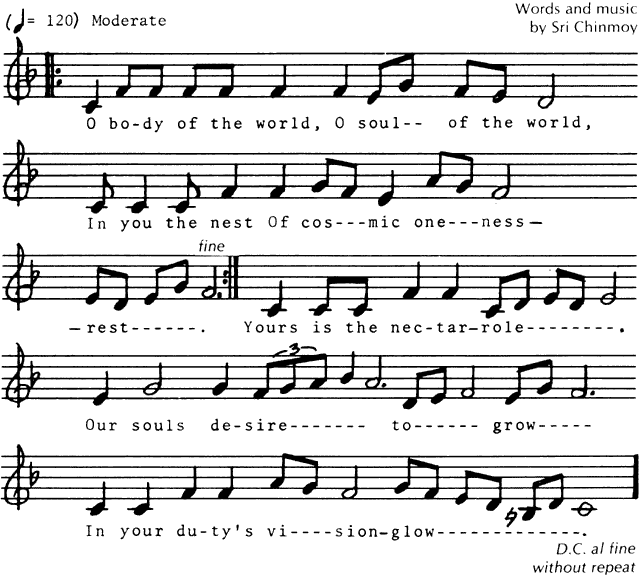 (♩= 120) Moderate
Words and music
by Sri Chinmoy
O bo-dy of the world, O soul-- of the world,
In you the nest Of cos---mic one---ness—
fine
—rest------. Yours is the nec-tar-role--------.
3
Our souls de-sire------- to----- grow-----
In your du-ty's vi----sion-glow-------------.
D.C. al fine
without repeat